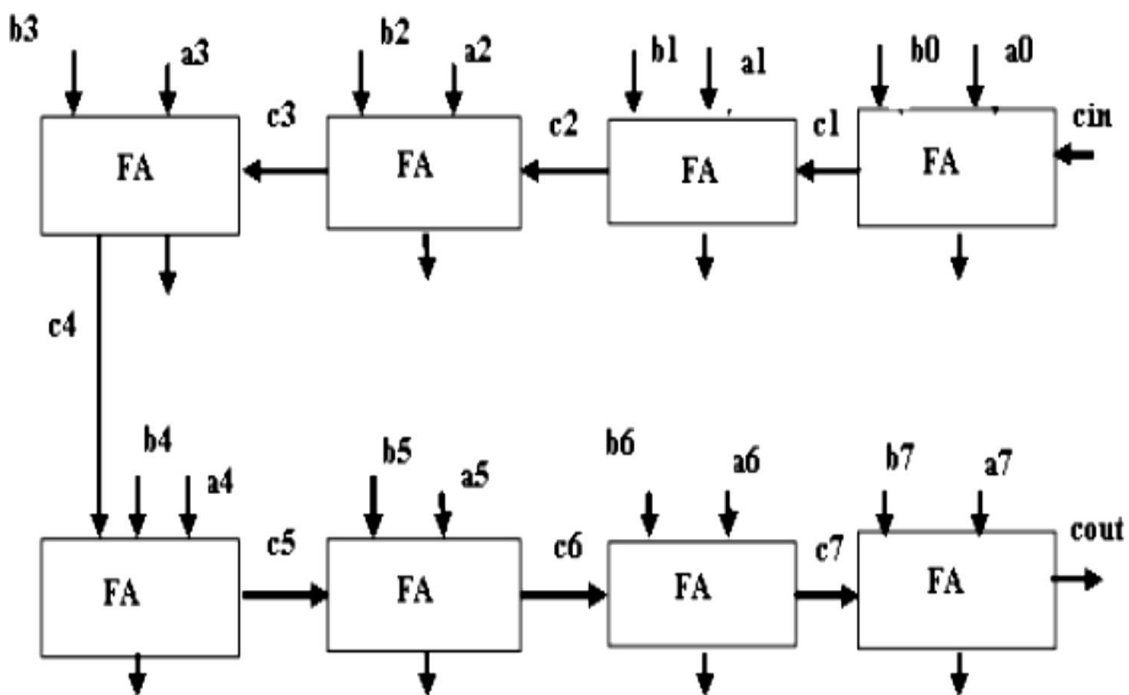 b3 a3 b2 a2 b1 a1 b0 a0
c3 c2 c1 cin
FA FA FA FA
c4
b4 a4 b5 a5 b6 a6 b7 a7
c5 c6 c7 cout
FA FA FA FA